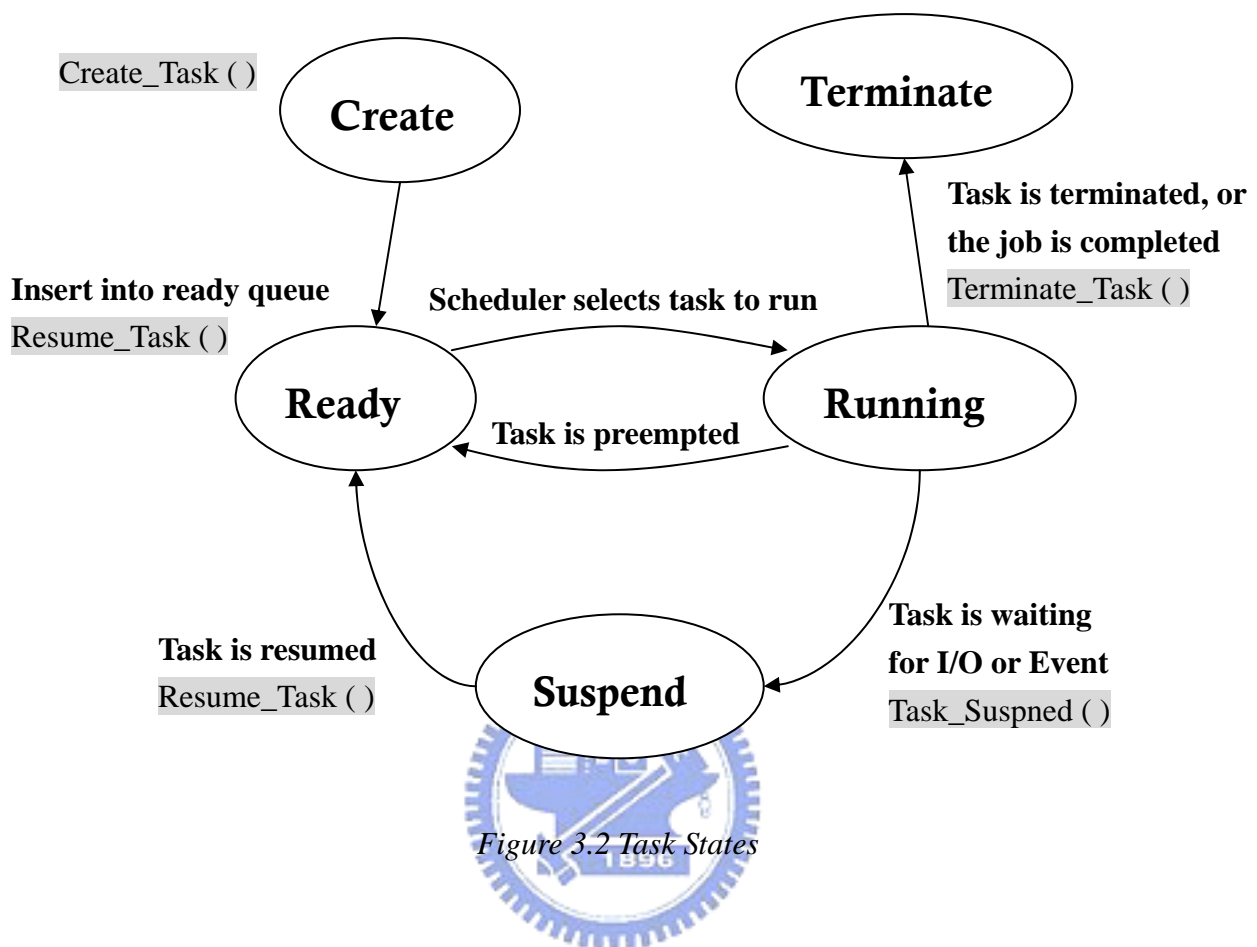 Create_Task ( )
Create
Terminate
Task is terminated, or
the job is completed
Terminate_Task ( )
Insert into ready queue
Resume_Task ( )
Scheduler selects task to run
Ready
Running
Task is preempted
Task is waiting
for I/O or Event
Task_Suspned ( )
Task is resumed
Resume_Task ( )
Suspend
Figure 3.2 Task States
1896